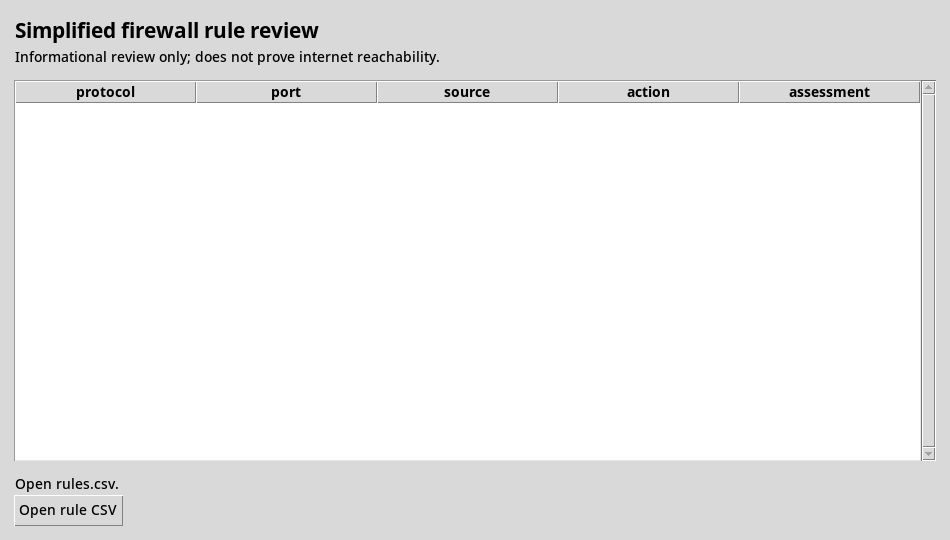 Simplified firewall rule review
Informational review only; does not prove internet reachability.
protocol port source action assessment
Open rules.csv.
Open rule CSV